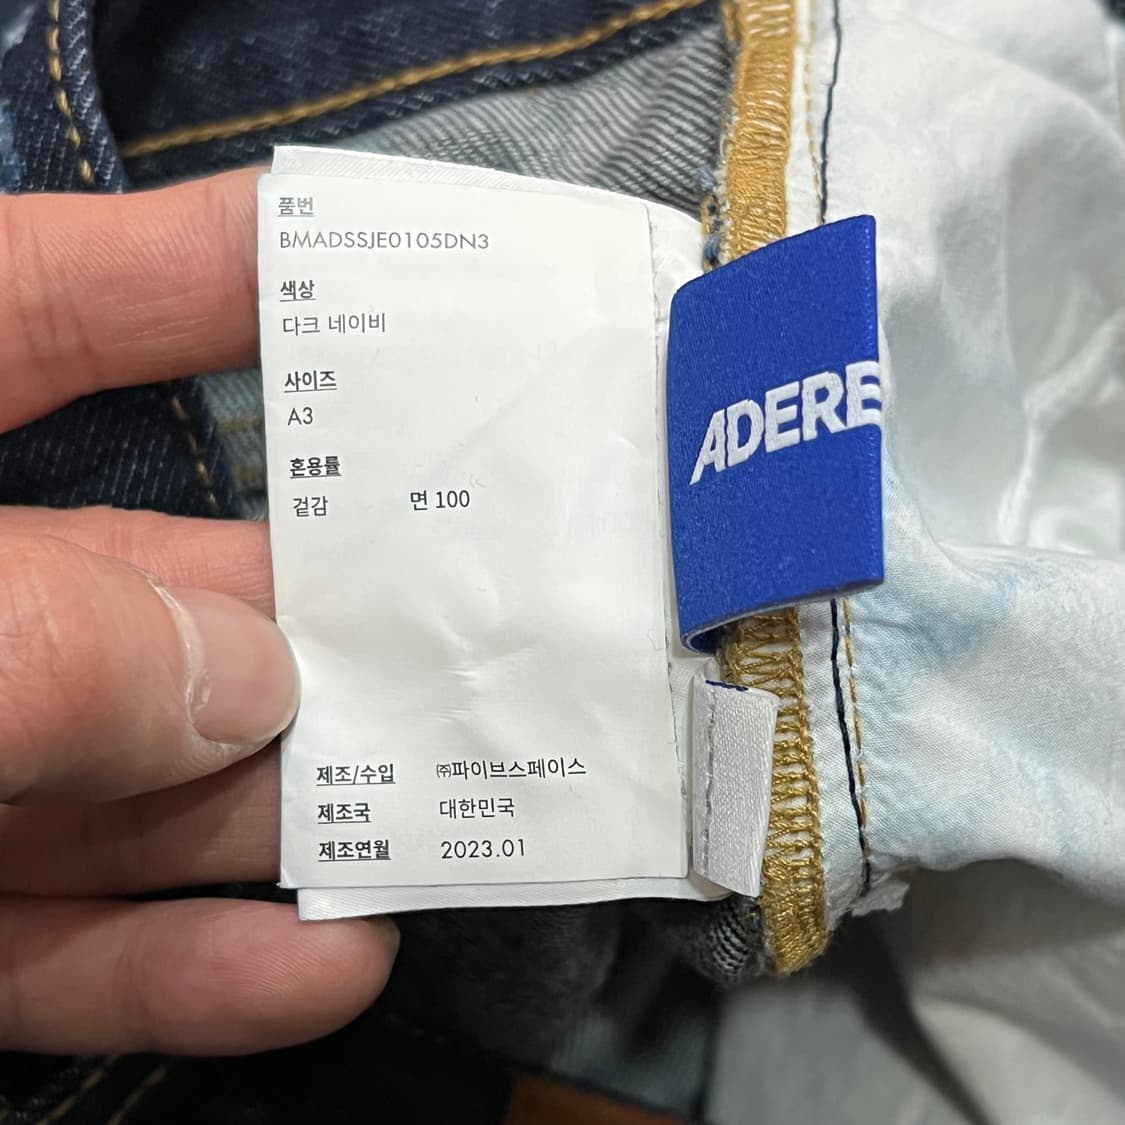 품번
BMADSSJE0105DN3
색상
다크 네이비
사이즈
A3
혼용률
겉감 면 100
제조/수입 ㈜파이브스페이스
제조국 대한민국
제조연월 2023.01
ADERE